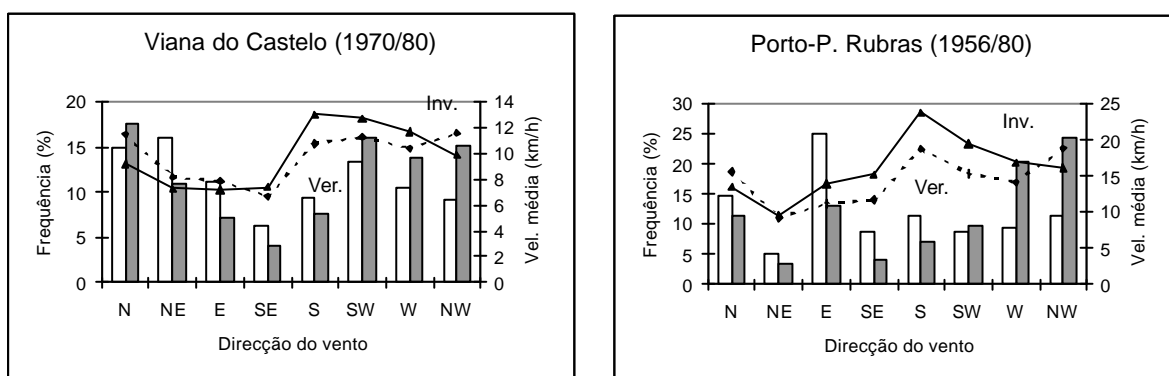 Viana do Castelo (1970/80)
Frequência (%)
20
15
10
5
0
Inv.
Ver.
14
12
10
8
6
4
2
0
Vel. média (km/h)
N NE E SE S SW W NW
Direcção do vento
Porto-P. Rubras (1956/80)
Frequência (%)
30
25
20
15
10
5
0
Inv.
Ver.
25
20
15
10
5
0
Vel. média (km/h)
N NE E SE S SW W NW
Direcção do vento